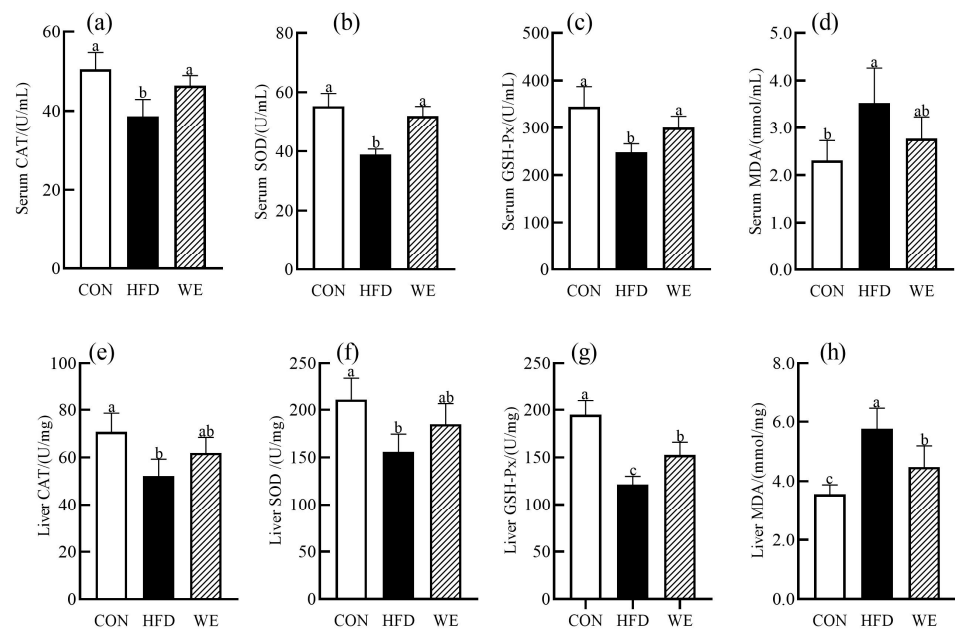 (a)
Serum CAT/(U/mL)
60
40
20
0
a
b
a
CON HFD WE
(b)
Serum SOD/(U/mL)
80
60
40
20
0
a
b
a
CON HFD WE
(c)
Serum GSH-Px/(U/mL)
500
400
300
200
100
0
a
b
a
CON HFD WE
(d)
Serum MDA/(mmol/mL)
5.0
4.0
3.0
2.0
1.0
0.0
b
a
ab
CON HFD WE
(e)
Liver CAT/(U/mg)
100
80
60
40
20
0
a
b
ab
CON HFD WE
(f)
Liver SOD /(U/mg)
250
200
150
100
50
0
a
b
ab
CON HFD WE
(g)
Liver GSH-Px/(U/mg)
250
200
150
100
50
0
a
c
b
CON HFD WE
(h)
Liver MDA/(mmol/mg)
8.0
6.0
4.0
2.0
0.0
c
a
b
CON HFD WE